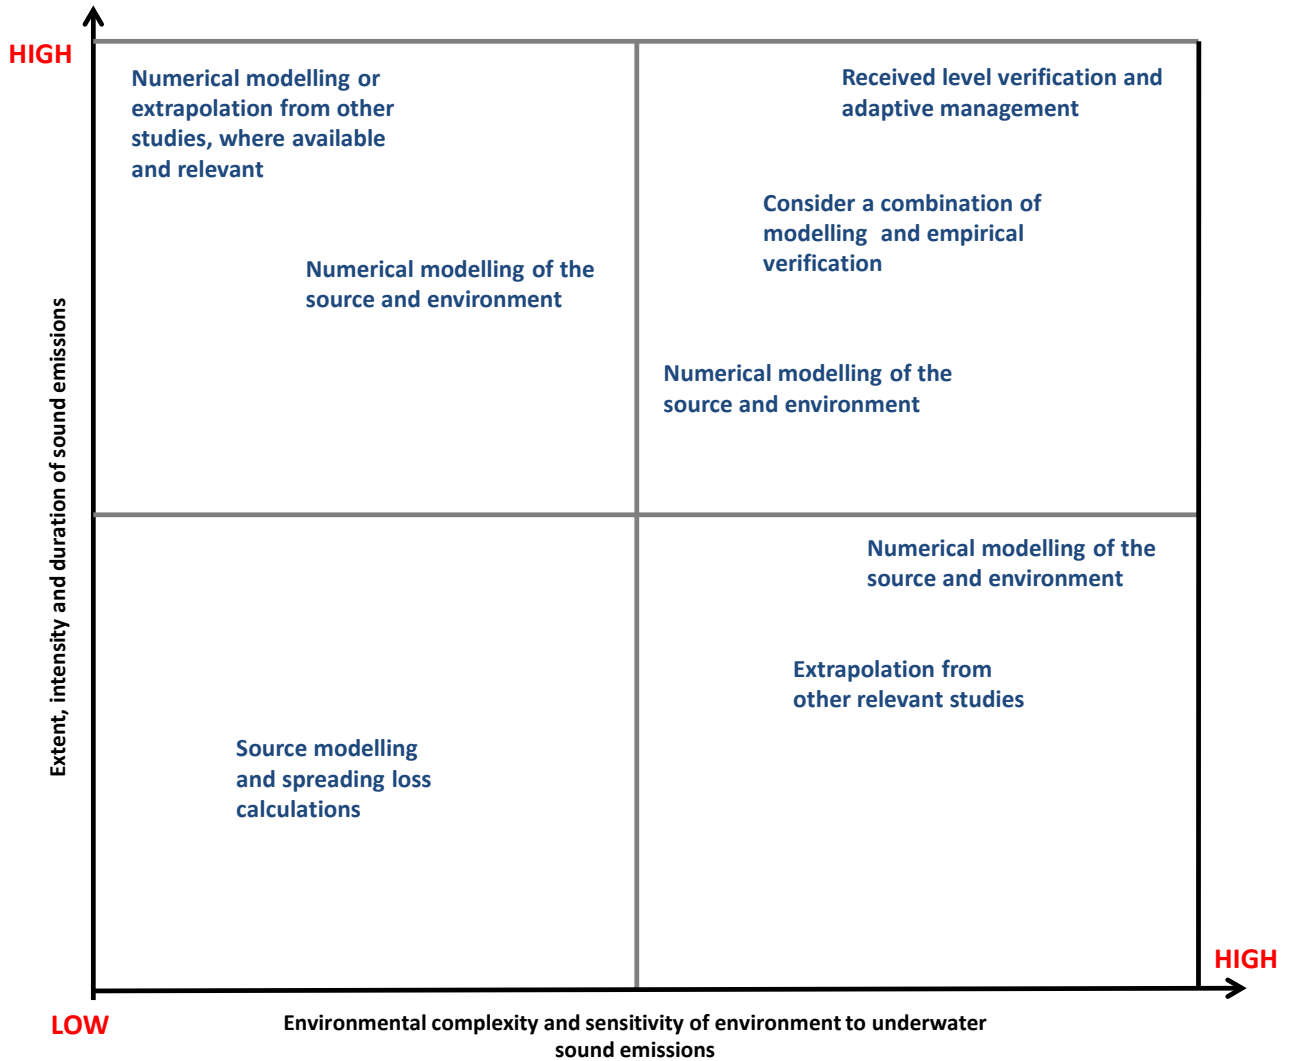 HIGH
Numerical modelling or
extrapolation from other
studies, where available
and relevant
Received level verification and
adaptive management
Consider a combination of
modelling and empirical
verification
Numerical modelling of the
source and environment
Numerical modelling of the
source and environment
Extent, intensity and duration of sound emissions
Numerical modelling of the
source and environment
Extrapolation from
other relevant studies
Source modelling
and spreading loss
calculations
HIGH
LOW
Environmental complexity and sensitivity of environment to underwater
sound emissions